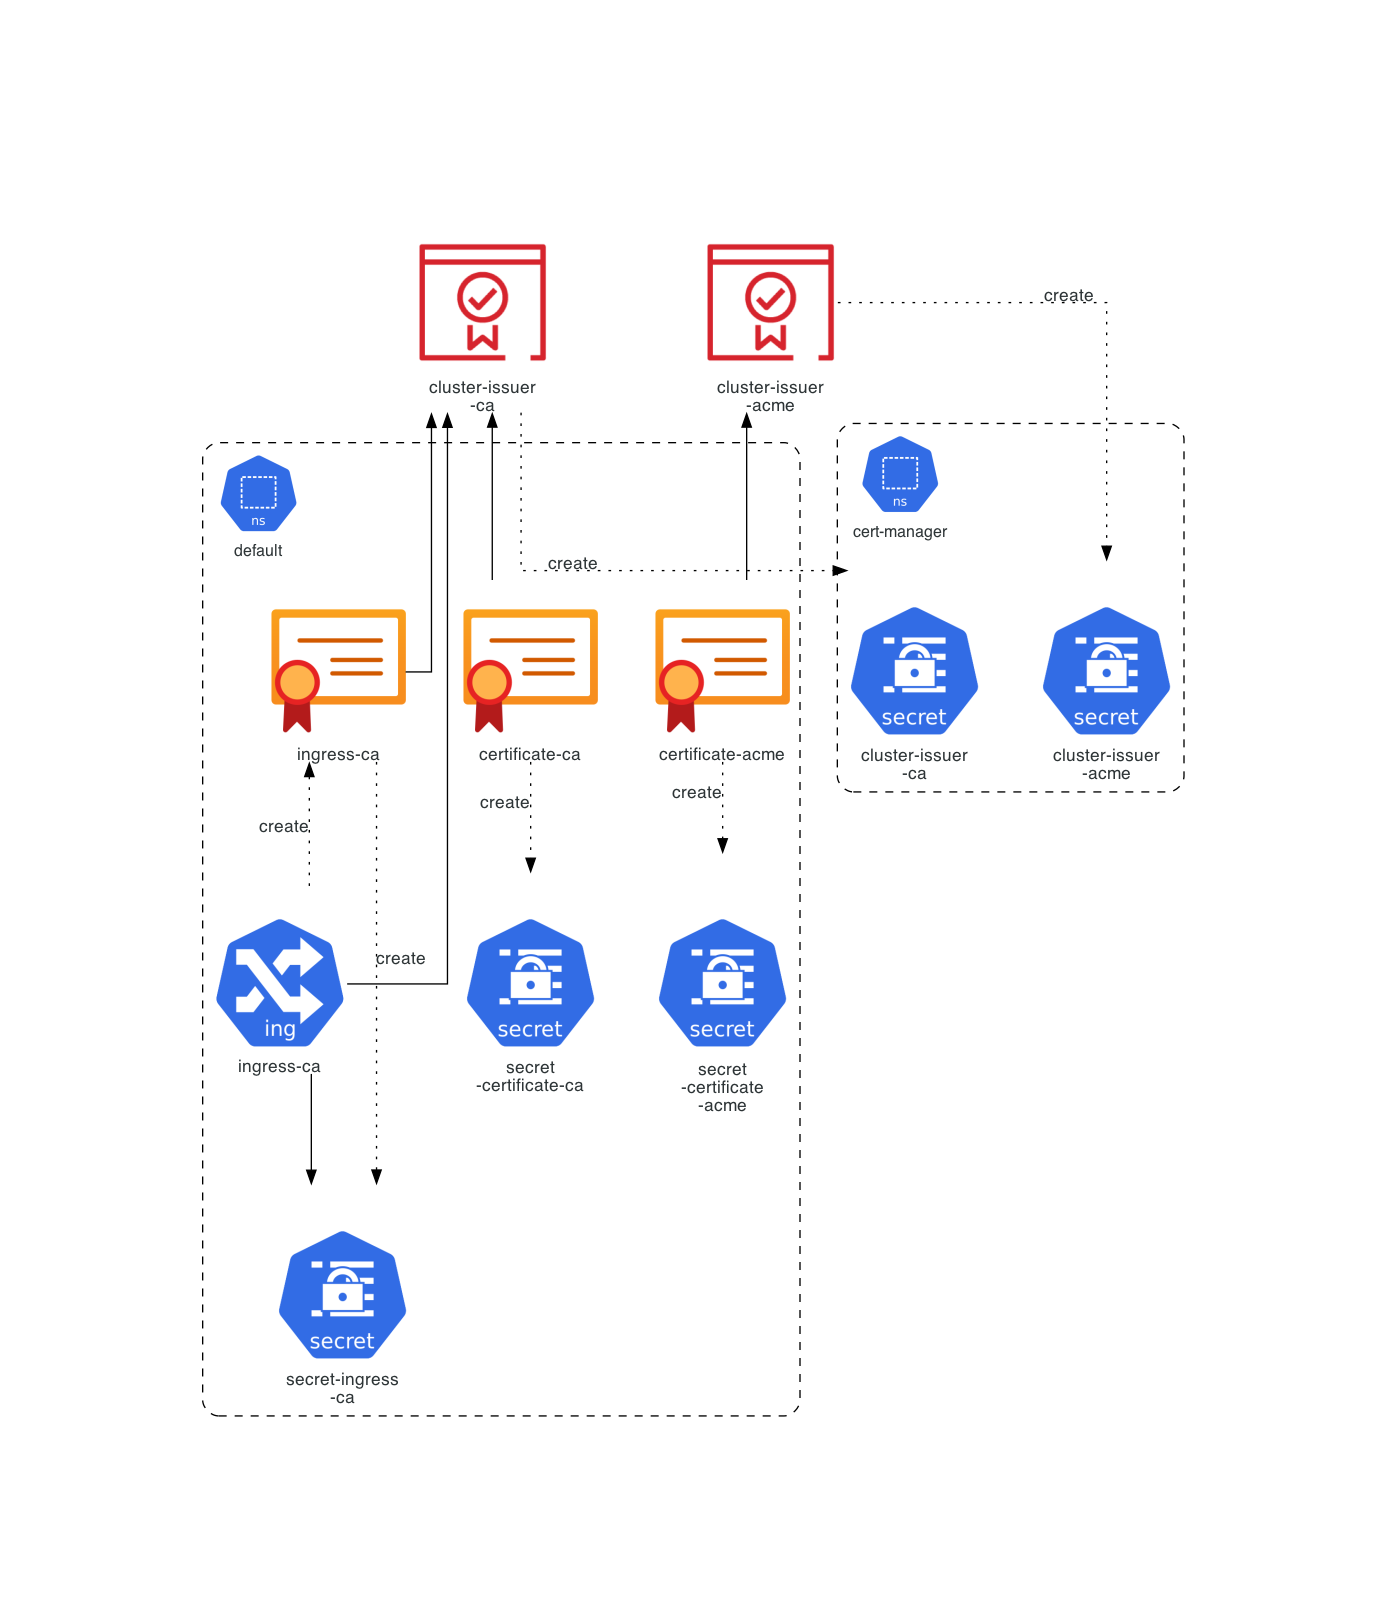 create
cluster-issuer
-ca
cluster-issuer
-acme
ns
default
ns
cert-manager
create
ingress-ca
certificate-ca
certificate-acme
secret
cluster-issuer
-ca
secret
cluster-issuer
-acme
create
create
create
create
ing
ingress-ca
secret
secret
-certificate-ca
secret
secret
-certificate
-acme
secret
secret-ingress
-ca